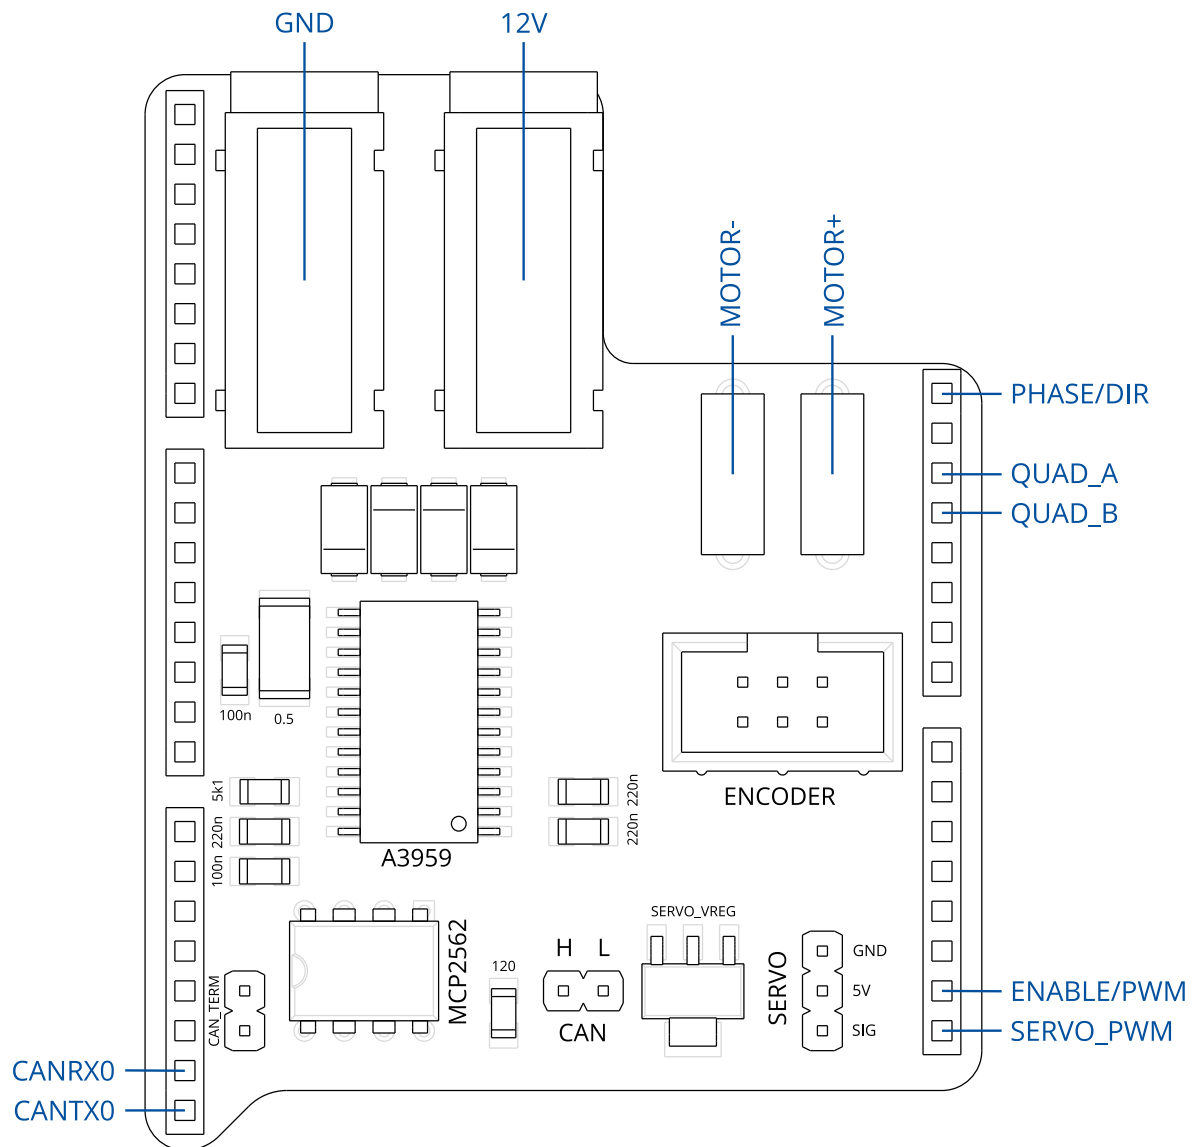 GND
12V
MOTOR-
MOTOR+
PHASE/DIR
QUAD_A
QUAD_B
100n
0.5
5k1
220n
100n
220n
220n
A3959
ENCODER
MCP2562
CAN_TERM
120
H L
CAN
SERVO_VREG
SERVO
GND
5V
SIG
ENABLE/PWM
SERVO_PWM
CANRX0
CANTX0